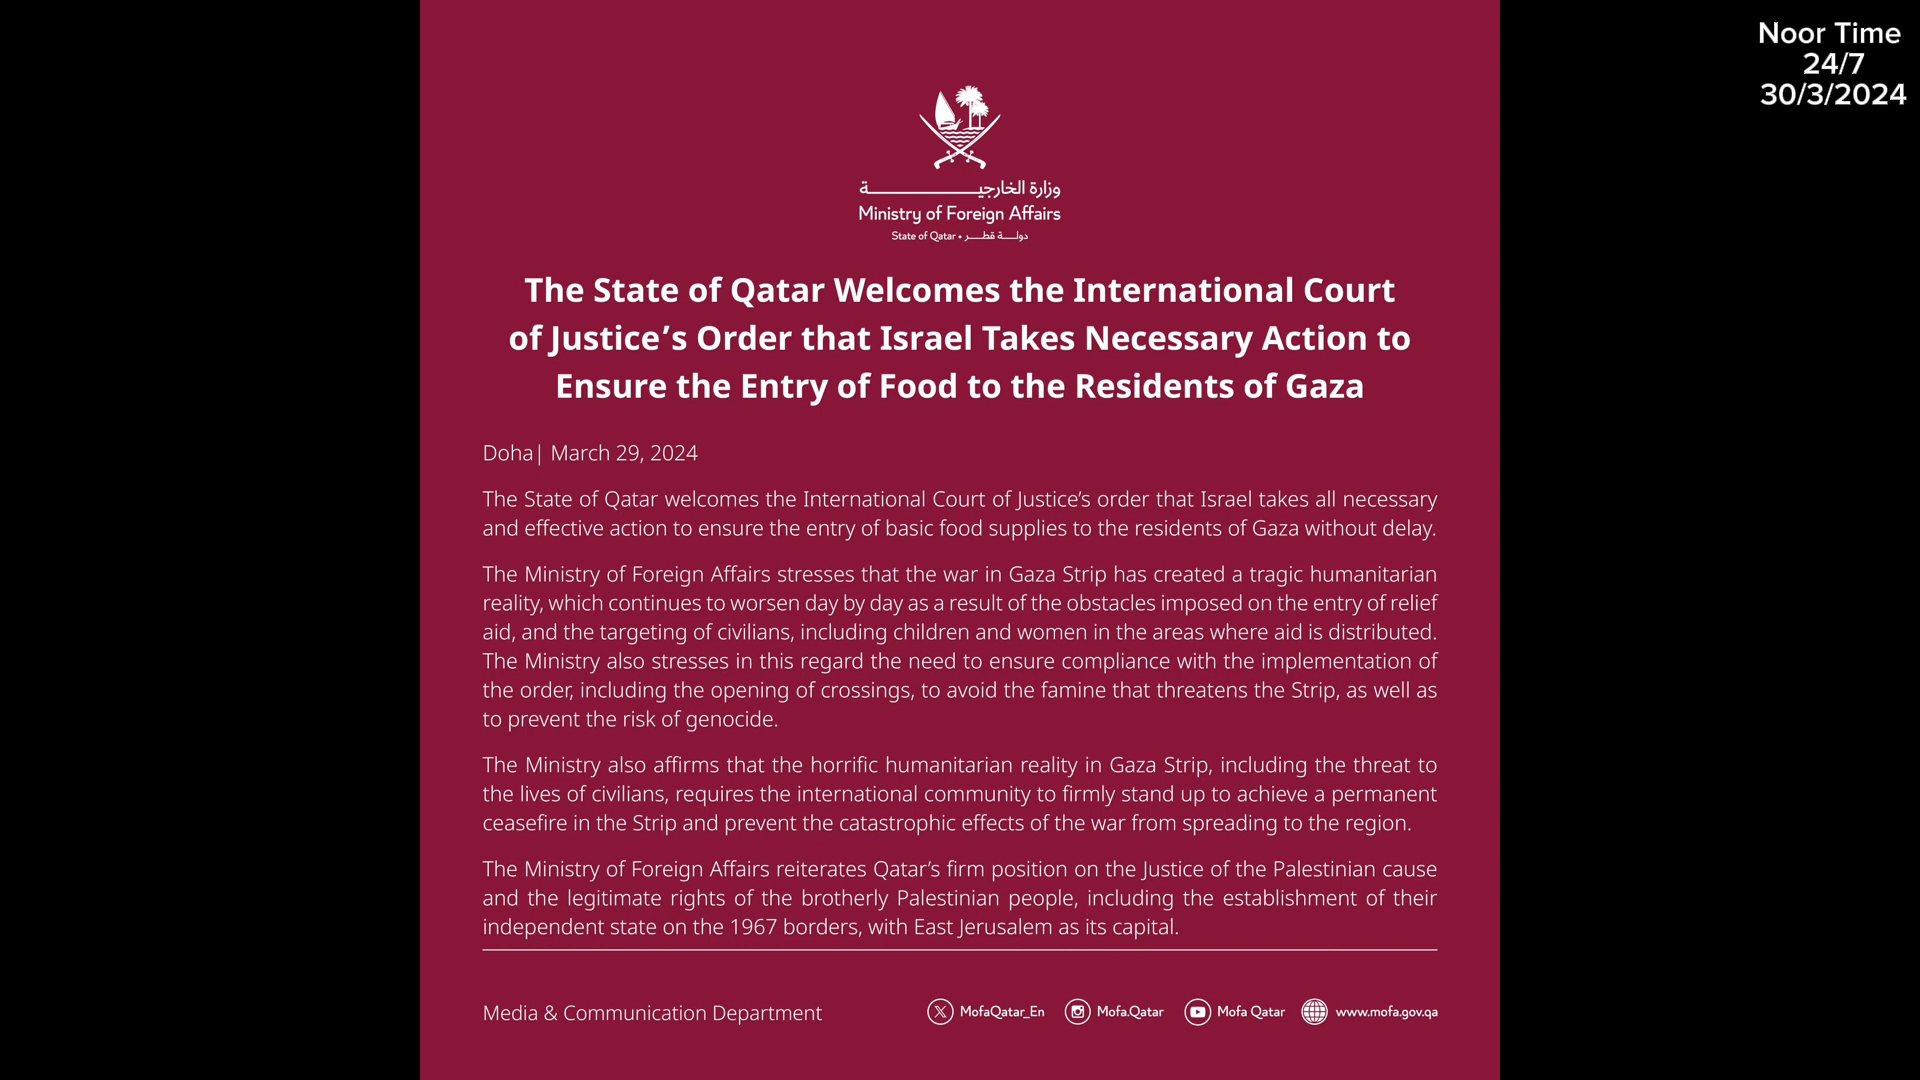 Noor Time
24/7
30/3/2024
وزارة الخارجية
Ministry of Foreign Affairs
State of Qatar • دولة قطر
The State of Qatar Welcomes the International Court
of Justice’s Order that Israel Takes Necessary Action to
Ensure the Entry of Food to the Residents of Gaza
Doha| March 29, 2024
The State of Qatar welcomes the International Court of Justice’s order that Israel takes all necessary
and effective action to ensure the entry of basic food supplies to the residents of Gaza without delay.
The Ministry of Foreign Affairs stresses that the war in Gaza Strip has created a tragic humanitarian
reality, which continues to worsen day by day as a result of the obstacles imposed on the entry of relief
aid, and the targeting of civilians, including children and women in the areas where aid is distributed.
The Ministry also stresses in this regard the need to ensure compliance with the implementation of
the order, including the opening of crossings, to avoid the famine that threatens the Strip, as well as
to prevent the risk of genocide.
The Ministry also affirms that the horrific humanitarian reality in Gaza Strip, including the threat to
the lives of civilians, requires the international community to firmly stand up to achieve a permanent
ceasefire in the Strip and prevent the catastrophic effects of the war from spreading to the region.
The Ministry of Foreign Affairs reiterates Qatar’s firm position on the Justice of the Palestinian cause
and the legitimate rights of the brotherly Palestinian people, including the establishment of their
independent state on the 1967 borders, with East Jerusalem as its capital.
Media & Communication Department
MofaQatar_En Mofa.Qatar Mofa Qatar www.mofa.gov.qa